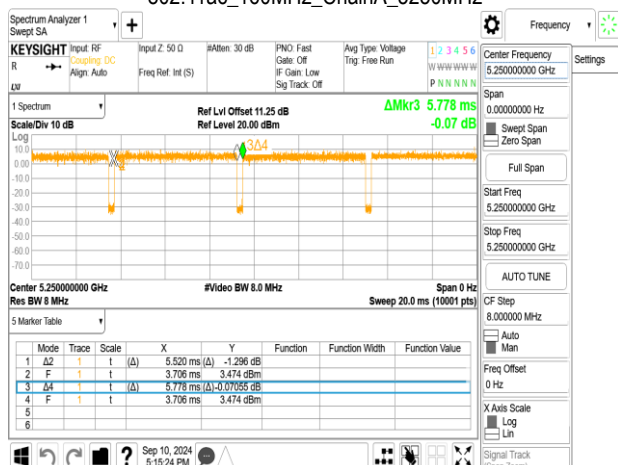 802.11ac_160MHz_ChainA_5250MHz
Spectrum Analyzer 1
Swept SA
Frequency
KEYSIGHT Input: RF Input Z: 50 Ω #Atten: 30 dB PNO: Fast Avg Type: Voltage 1 2 3 4 5 6
R Coupling: DC Gate: Off Trig: Free Run W W W W W W
Align: Auto Freq Ref: Int (S) IF Gain: Low P N N N N N
Sig Track: Off
LXI
Center Frequency
5.250000000 GHz
Settings
Span
0.00000000 Hz
Swept Span
Zero Span
Full Span
Start Freq
5.250000000 GHz
Stop Freq
5.250000000 GHz
AUTO TUNE
CF Step
8.000000 MHz
Auto
Man
Freq Offset
0 Hz
X Axis Scale
Log
Lin
Signal Track
1 Spectrum
Ref Lvl Offset 11.25 dB ΔMkr3 5.778 ms
Scale/Div 10 dB Ref Level 20.00 dBm -0.07 dB
Log
10.0
0.00
-10.0
-20.0
-30.0
-40.0
-50.0
-60.0
-70.0
3Δ4
Center 5.250000000 GHz #Video BW 8.0 MHz Span 0 Hz
Res BW 8 MHz Sweep 20.0 ms (10001 pts)
5 Marker Table
Mode Trace Scale X Y Function Function Width Function Value
1 Δ2 1 t (Δ) 5.520 ms (Δ) -1.296 dB
2 F 1 t 3.706 ms 3.474 dBm
3 Δ4 1 t (Δ) 5.778 ms (Δ) -0.07055 dB
4 F 1 t 3.706 ms 3.474 dBm
5
6
Sep 10, 2024
5:15:24 PM